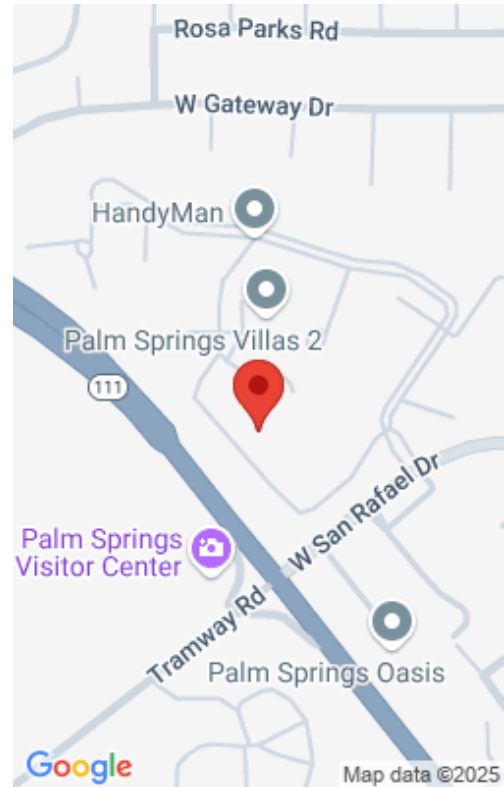 Rosa Parks Rd
W Gateway Dr
HandyMan
Palm Springs Villas 2
111
W San Rafael Dr
Palm Springs
Visitor Center
Tramway Rd
Palm Springs Oasis
Google
Map data ©2025